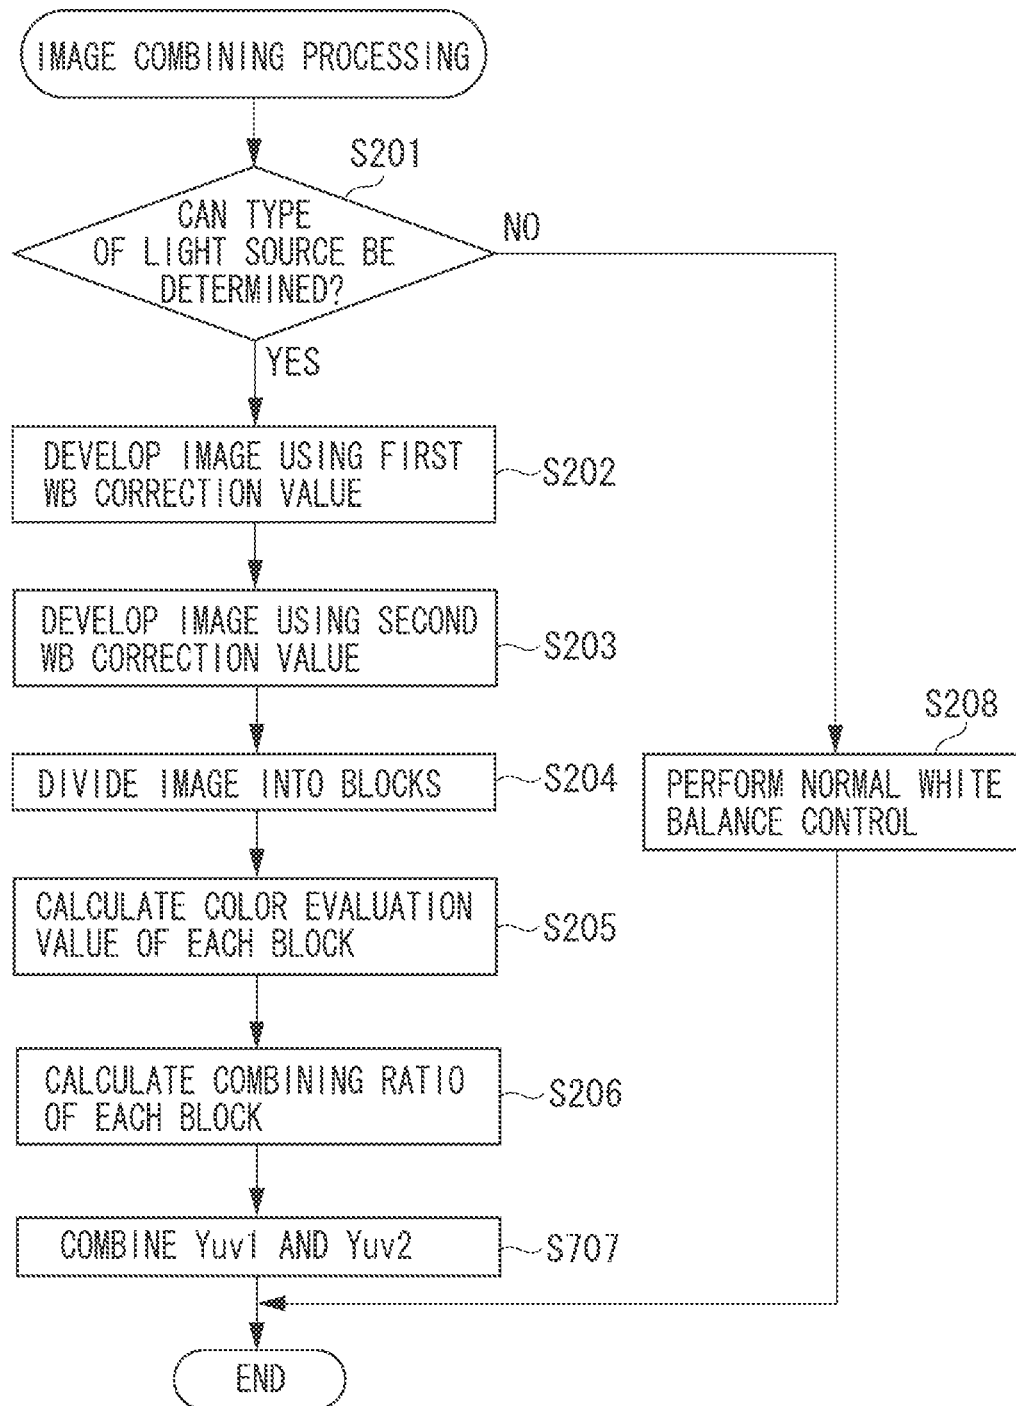 IMAGE COMBINING PROCESSING
S201
CAN TYPE
OF LIGHT SOURCE BE
DETERMINED?
NO
YES
DEVELOP IMAGE USING FIRST
WB CORRECTION VALUE
S202
DEVELOP IMAGE USING SECOND
WB CORRECTION VALUE
S203
S208
DIVIDE IMAGE INTO BLOCKS
S204
PERFORM NORMAL WHITE
BALANCE CONTROL
CALCULATE COLOR EVALUATION
VALUE OF EACH BLOCK
S205
CALCULATE COMBINING RATIO
OF EACH BLOCK
S206
COMBINE Yuv1 AND Yuv2
S707
END